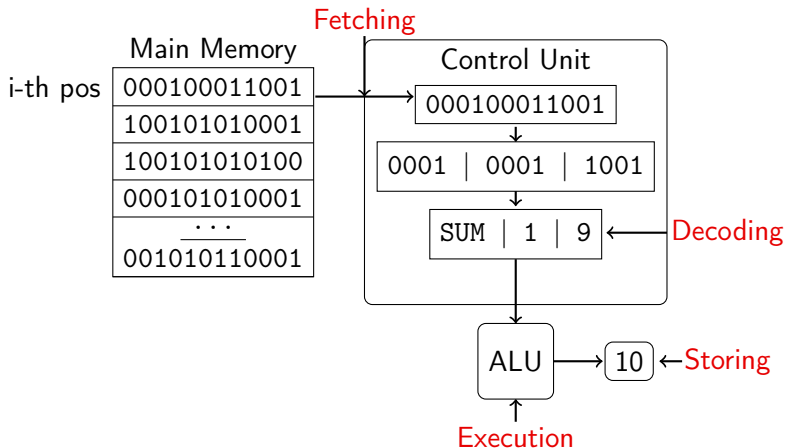 Fetching
Main Memory
Control Unit
i-th pos
000100011001
100101010001
100101010100
000101010001
...
001010110001
000100011001
0001 | 0001 | 1001
SUM | 1 | 9
Decoding
ALU
10
Storing
Execution